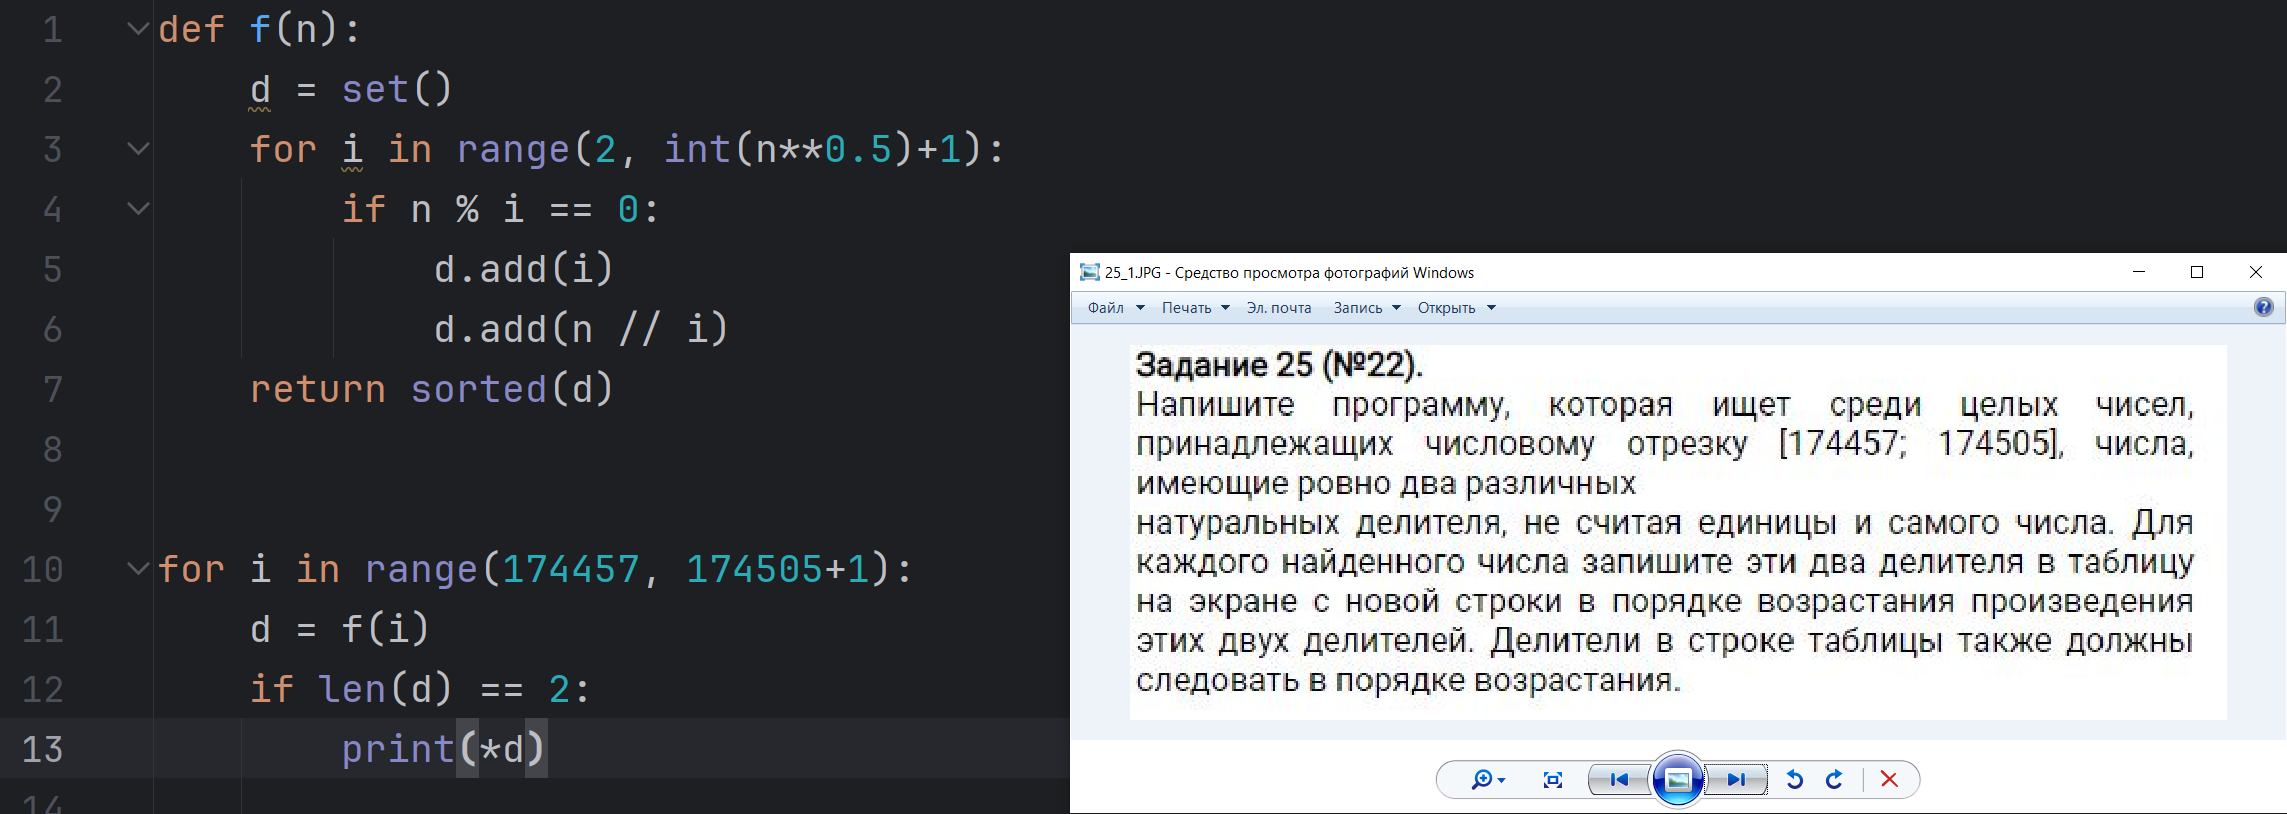 1 def f(n):
2 d = set()
3 for i in range(2, int(n**0.5)+1):
4 if n % i == 0:
5 d.add(i)
6 d.add(n // i)
7 return sorted(d)
8
9
10 for i in range(174457, 174505+1):
11 d = f(i)
12 if len(d) == 2:
13 print(*d)
14
25_1.JPG - Средство просмотра фотографий Windows
Файл Печать Эл. почта Запись Открыть
Задание 25 (№22).
Напишите программу, которая ищет среди целых чисел,
принадлежащих числовому отрезку [174457; 174505], числа,
имеющие ровно два различных
натуральных делителя, не считая единицы и самого числа. Для
каждого найденного числа запишите эти два делителя в таблицу
на экране с новой строки в порядке возрастания произведения
этих двух делителей. Делители в строке таблицы также должны
следовать в порядке возрастания.